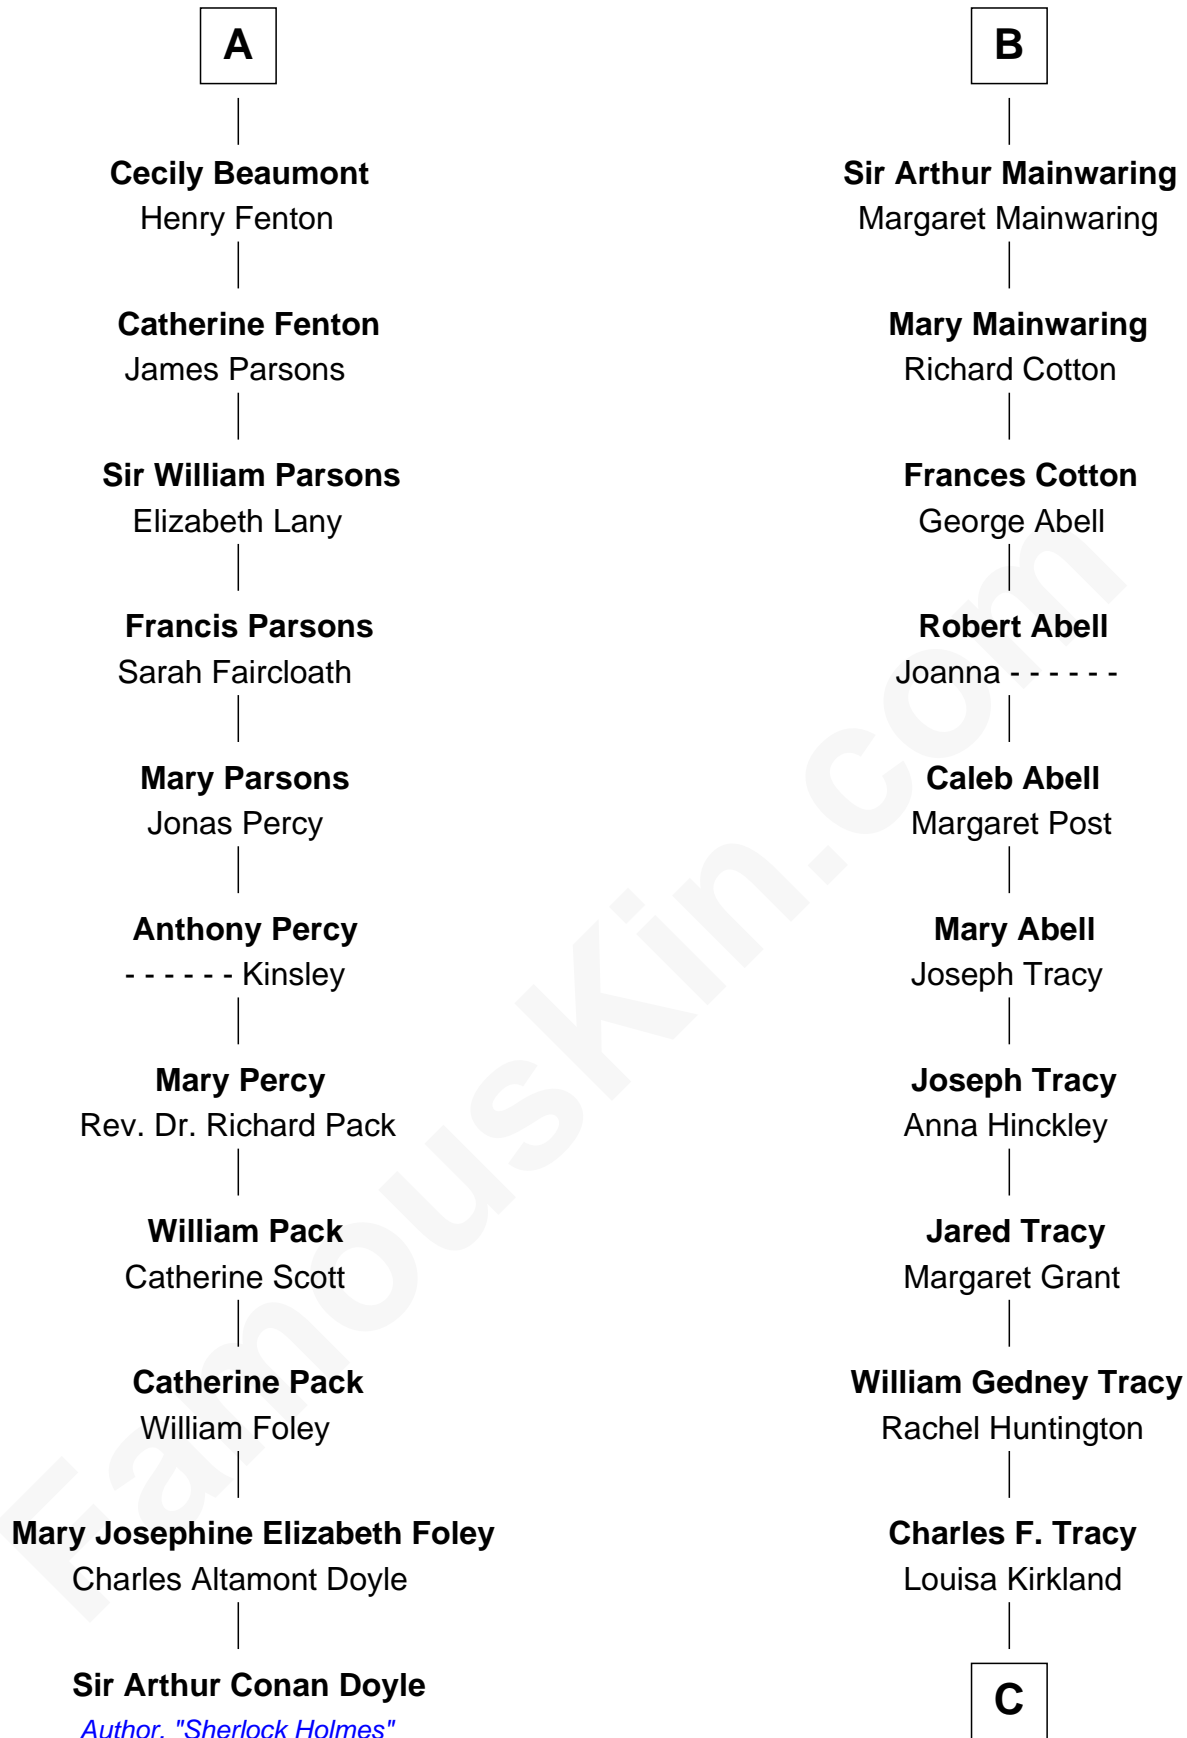 A
Cecily Beaumont
Henry Fenton
Catherine Fenton
James Parsons
Sir William Parsons
Elizabeth Lany
Francis Parsons
Sarah Faircloath
Mary Parsons
Jonas Percy
Anthony Percy
- - - - - - Kinsley
Mary Percy
Rev. Dr. Richard Pack
William Pack
Catherine Scott
Catherine Pack
William Foley
Mary Josephine Elizabeth Foley
Charles Altamont Doyle
Sir Arthur Conan Doyle
Author, "Sherlock Holmes"
B
Sir Arthur Mainwaring
Margaret Mainwaring
Mary Mainwaring
Richard Cotton
Frances Cotton
George Abell
Robert Abell
Joanna - - - - - -
Caleb Abell
Margaret Post
Mary Abell
Joseph Tracy
Joseph Tracy
Anna Hinckley
Jared Tracy
Margaret Grant
William Gedney Tracy
Rachel Huntington
Charles F. Tracy
Louisa Kirkland
C
FamousKin.com